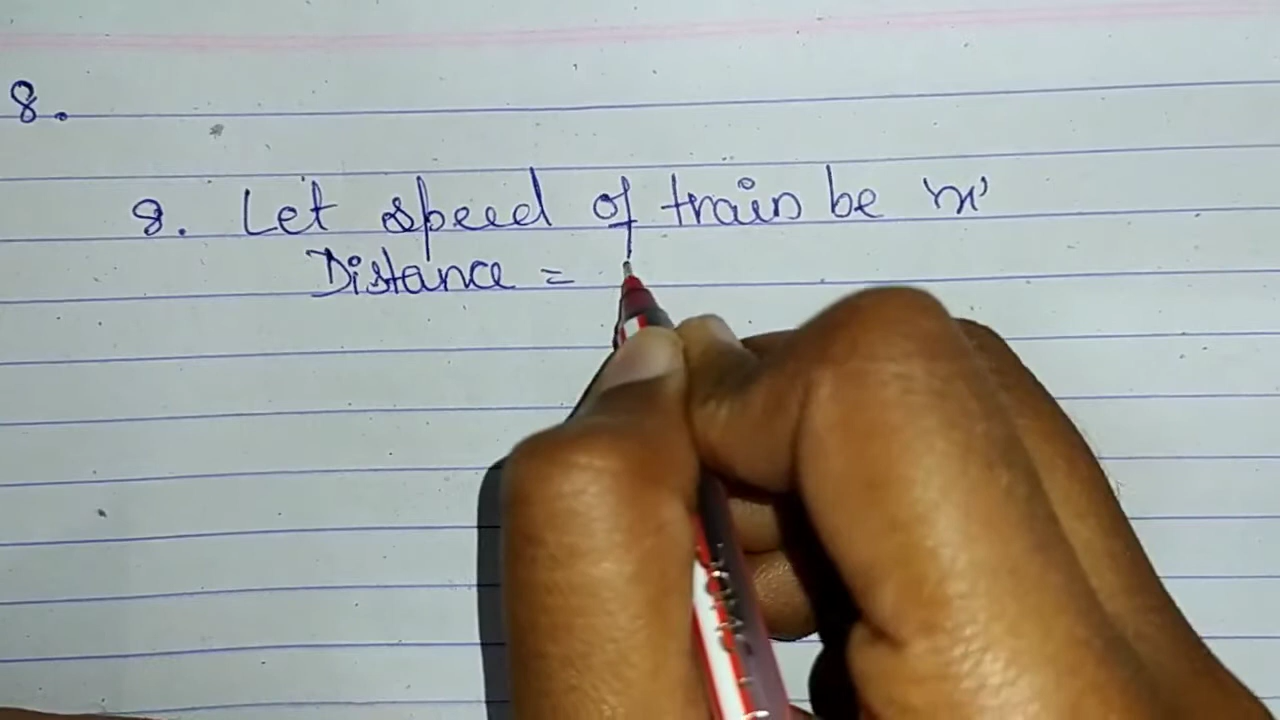 8.
8. Let speed of train be 'x'
Distance =